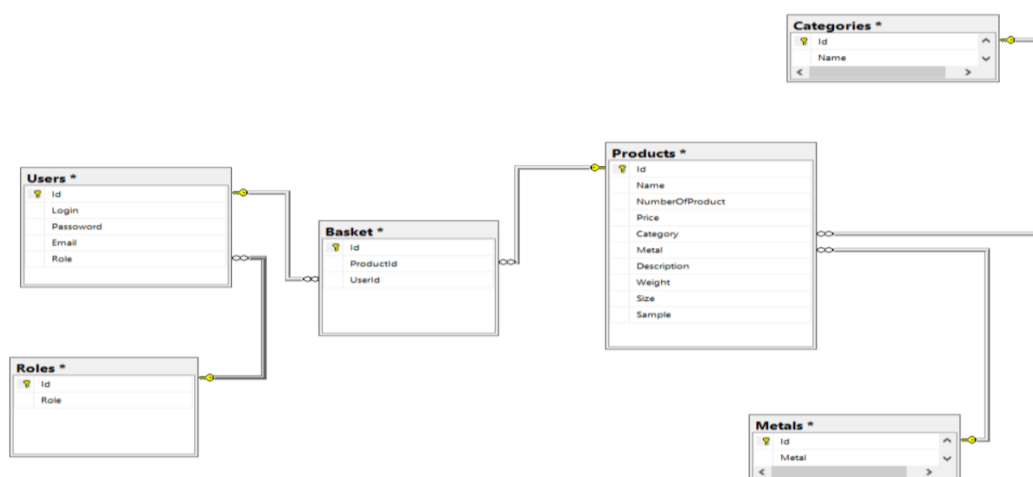 Categories *
Id
Name
Users *
Id
Login
Passoword
Email
Role
Basket *
Id
ProductId
UserId
Products *
Id
Name
NumberOfProduct
Price
Category
Metal
Description
Weight
Size
Sample
Roles *
Id
Role
Metals *
Id
Metal